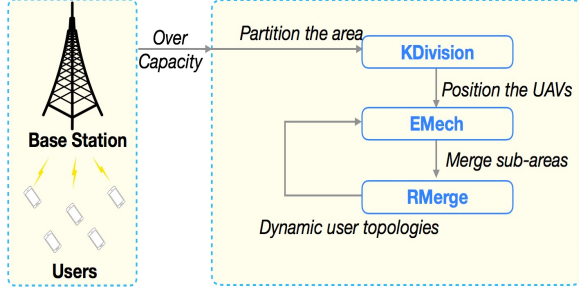 Over
Capacity
Partition the area
KDivision
Position the UAVs
Base Station
EMech
Merge sub-areas
RMerge
Dynamic user topologies
Users